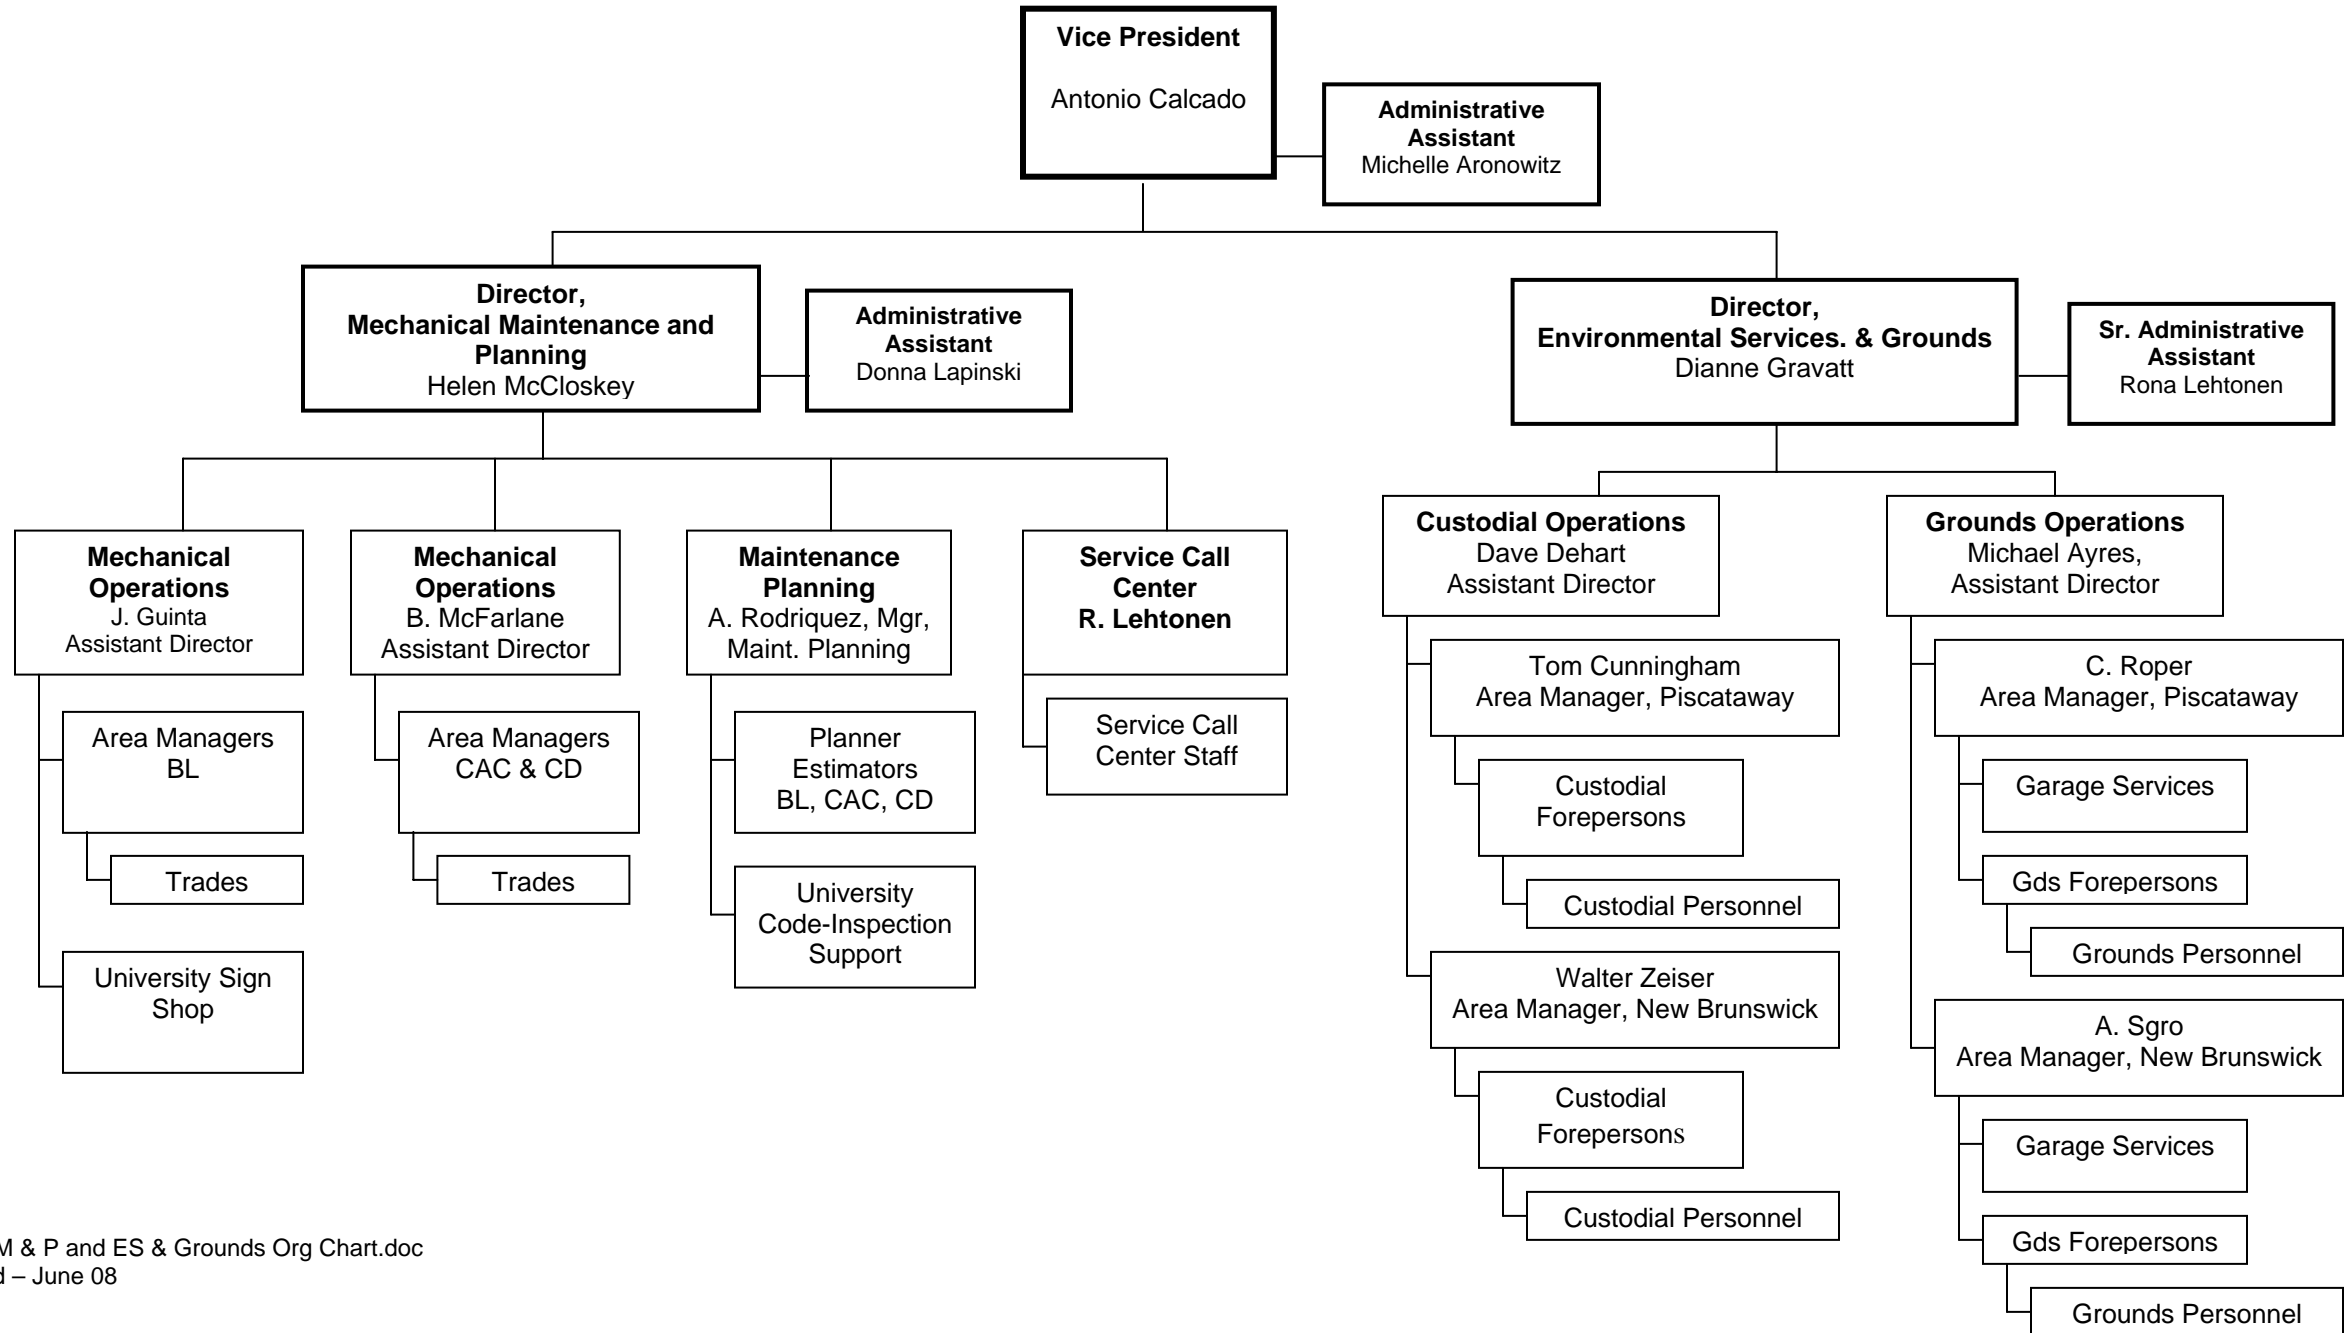 Vice President
Antonio Calcado
Administrative
Assistant
Michelle Aronowitz
Director,
Mechanical Maintenance and
Planning
Helen McCloskey
Administrative
Assistant
Donna Lapinski
Director,
Environmental Services. & Grounds
Dianne Gravatt
Sr. Administrative
Assistant
Rona Lehtonen
Mechanical
Operations
J. Guinta
Assistant Director
Area Managers
BL
Trades
University Sign
Shop
Mechanical
Operations
B. McFarlane
Assistant Director
Area Managers
CAC & CD
Trades
Maintenance
Planning
A. Rodriquez, Mgr,
Maint. Planning
Planner
Estimators
BL, CAC, CD
University
Code-Inspection
Support
Service Call
Center
R. Lehtonen
Service Call
Center Staff
Custodial Operations
Dave Dehart
Assistant Director
Tom Cunningham
Area Manager, Piscataway
Custodial
Forepersons
Custodial Personnel
Walter Zeiser
Area Manager, New Brunswick
Custodial
Forepersons
Custodial Personnel
Grounds Operations
Michael Ayres,
Assistant Director
C. Roper
Area Manager, Piscataway
Garage Services
Gds Forepersons
Grounds Personnel
A. Sgro
Area Manager, New Brunswick
Garage Services
Gds Forepersons
Grounds Personnel
& P and ES & Grounds Org Chart.doc
– June 08